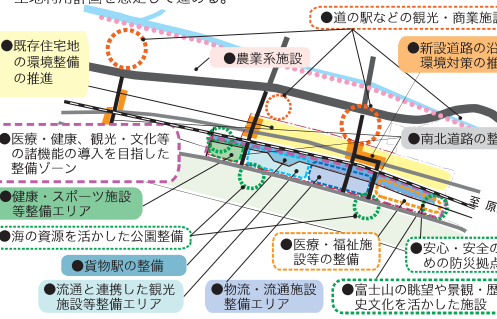 土地利用計画を想定して進める。
●道の駅などの観光・商業施設
●既存住宅地
の環境整備
の推進
●農業系施設
●新設道路の沿
環境対策の推
●医療・健康、観光・文化等
の諸機能の導入を目指した
整備ゾーン
●南北道路の整
●健康・スポーツ施設
等整備エリア
至 原
●海の資源を活かした公園整備
●医療・福祉施
設等の整備
●安心・安全の
めの防災拠点
●貨物駅の整備
●流通と連携した観光
施設等整備エリア
●物流・流通施設
整備エリア
●富士山の眺望や景観・歴
史文化を活かした施設